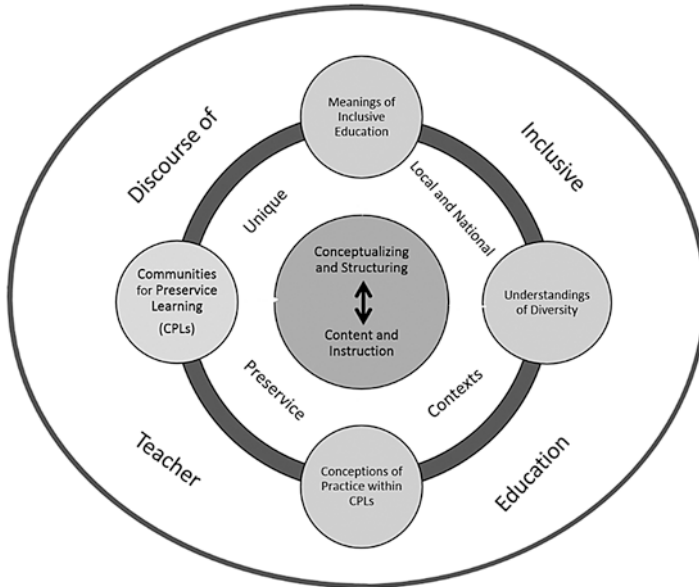 Meanings of
Inclusive
Education
Discourse of
Inclusive
Unique
Local and National
Conceptualizing
and Structuring
Content and
Instruction
Communities
for Preservice
Learning
(CPLs)
Understandings
of Diversity
Preservice
Contexts
Teacher
Education
Conceptions of
Practice within
CPLs